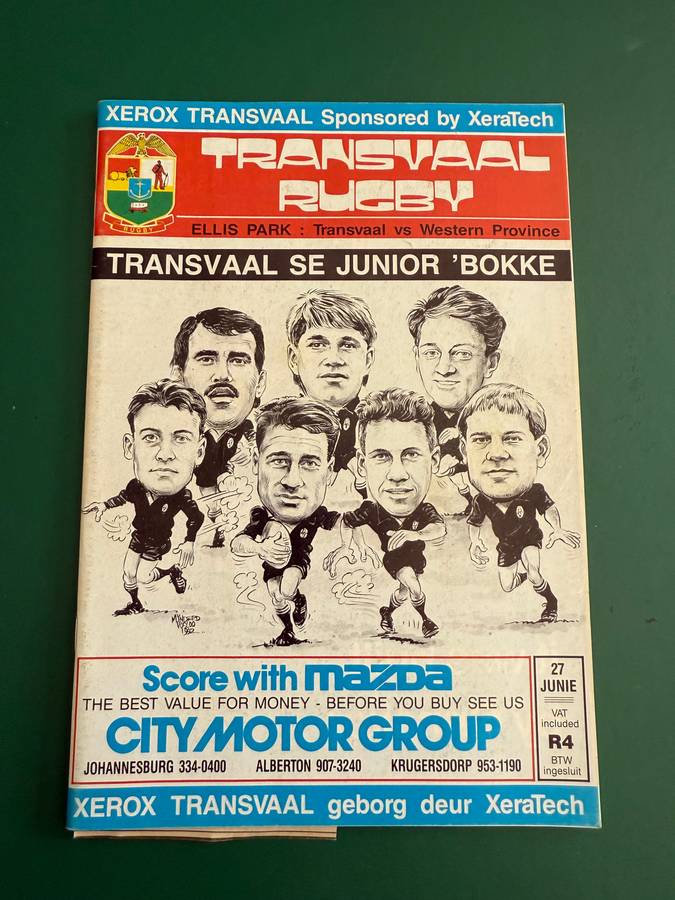 XEROX TRANSVAAL Sponsored by XeraTech
TRANSVAAL
RUGBY
RUGBY
ELLIS PARK : Transvaal vs Western Province
TRANSVAAL SE JUNIOR 'BOKKE
Score with mazda
THE BEST VALUE FOR MONEY - BEFORE YOU BUY SEE US
CITY MOTOR GROUP
JOHANNESBURG 334-0400 ALBERTON 907-3240 KRUGERSDORP 953-1190
27
JUNIE
VAT
included
R4
BTW
ingesluit
XEROX TRANSVAAL geborg deur XeraTech